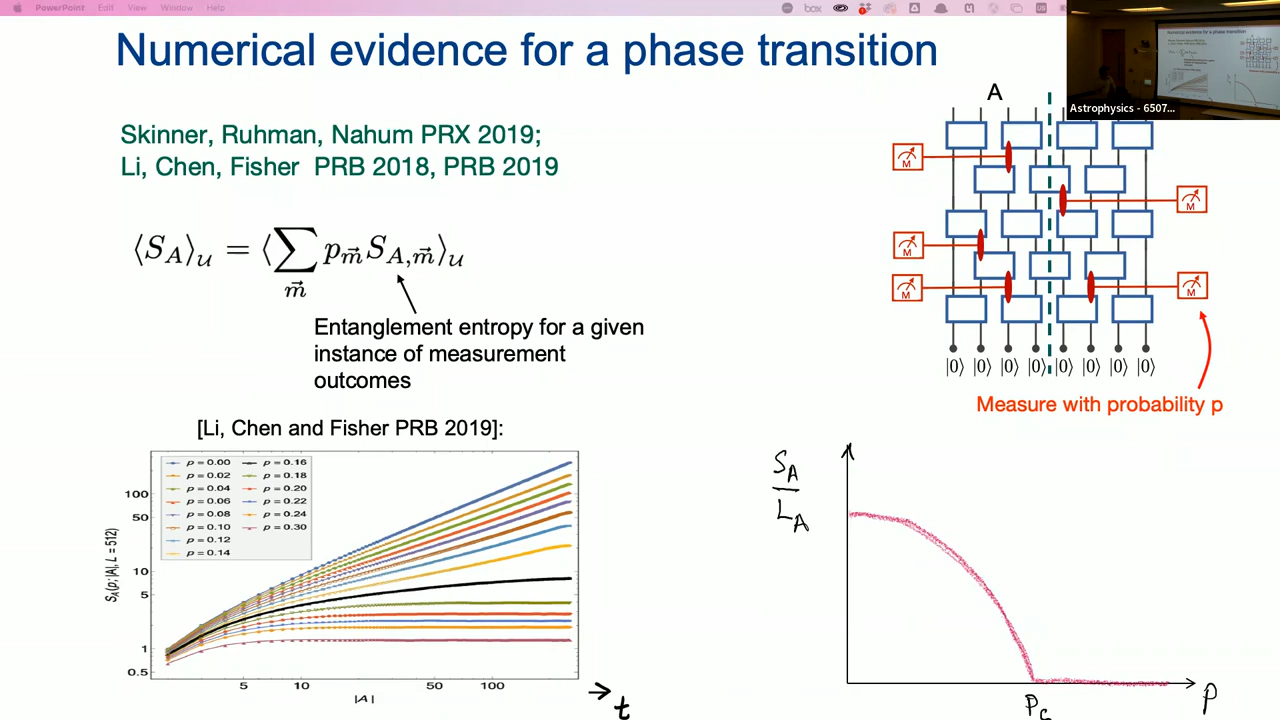 PowerPoint File Edit View Window Help
box
US
Numerical evidence for a phase transition
Astrophysics - 6507...
Skinner, Ruhman, Nahum PRX 2019;
Li, Chen, Fisher PRB 2018, PRB 2019
⟨S_A⟩_𝒰 = ⟨∑_{m⃗} p_{m⃗} S_{A,m⃗}⟩_𝒰
Entanglement entropy for a given
instance of measurement
outcomes
A
M
M
M
M
M
|0⟩ |0⟩ |0⟩ |0⟩ |0⟩ |0⟩ |0⟩ |0⟩
Measure with probability p
[Li, Chen and Fisher PRB 2019]:
p = 0.00 p = 0.16
p = 0.02 p = 0.18
p = 0.04 p = 0.20
p = 0.06 p = 0.22
p = 0.08 p = 0.24
p = 0.10 p = 0.30
p = 0.12
p = 0.14
S_A(p; |A|, L = 512)
100
50
10
5
1
0.5
5 10 50 100
|A|
t
S_A
L_A
P_c
p